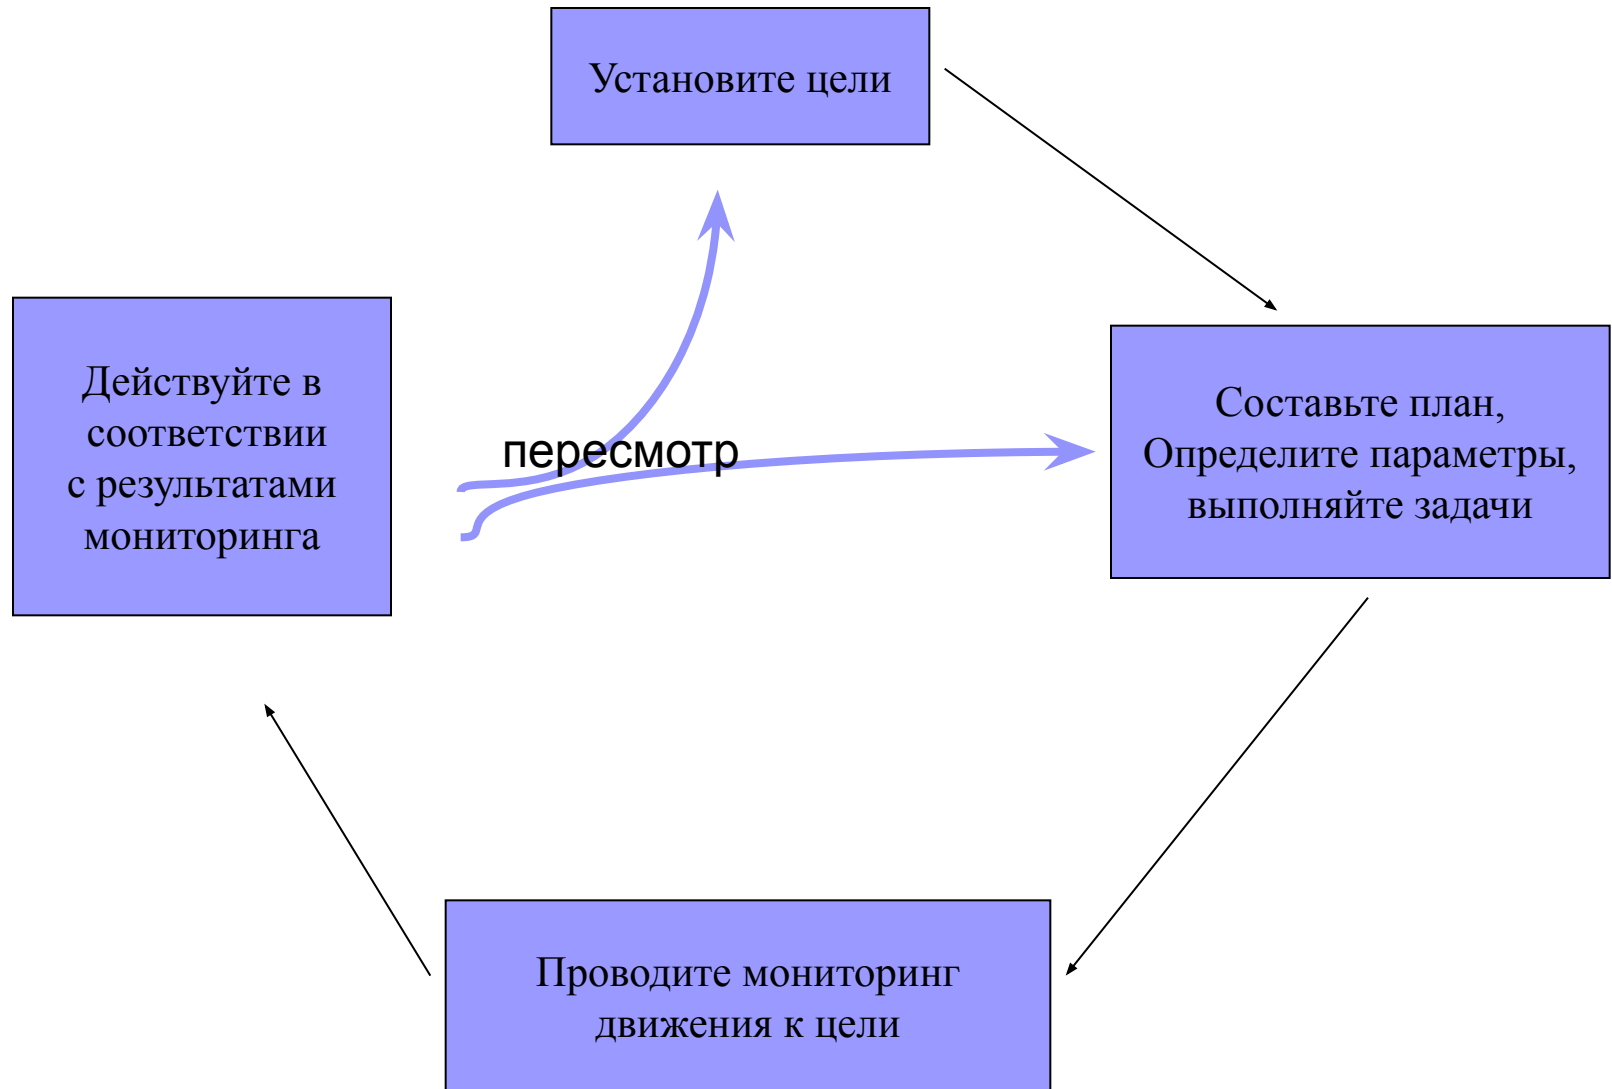 Установите цели
Действуйте в
соответствии
с результатами
мониторинга
пересмотр
Составьте план,
Определите параметры,
выполняйте задачи
Проводите мониторинг
движения к цели